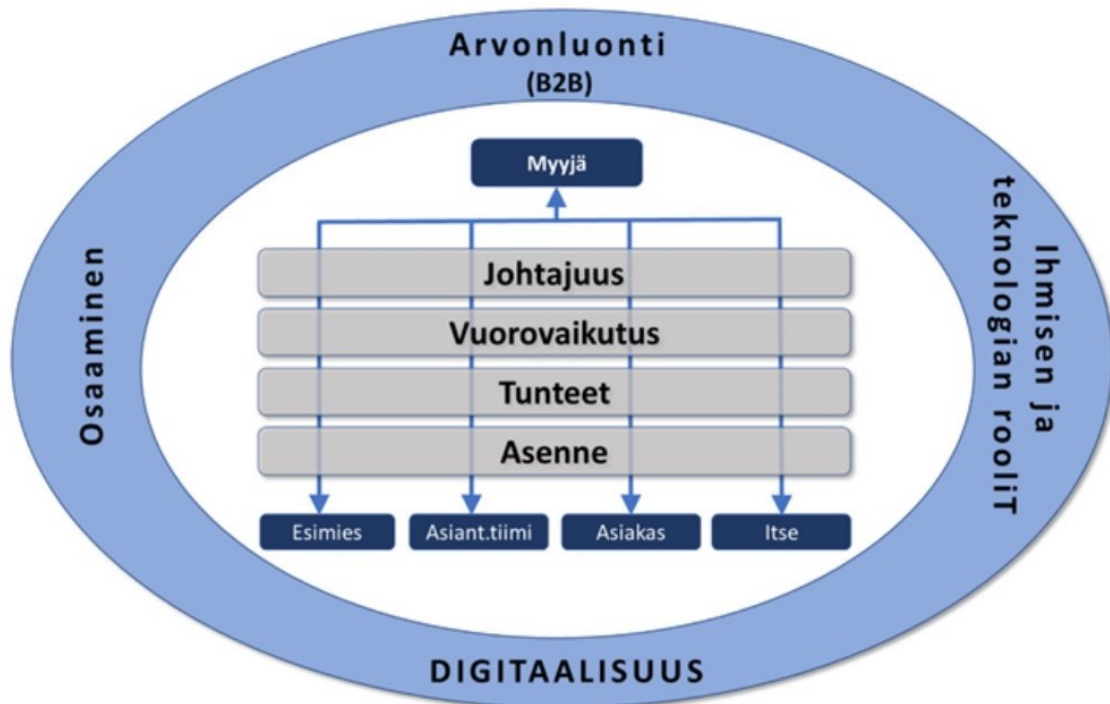 Arvonluonti
(B2B)
Myyjä
Ihmisen ja
teknologian rooliT
Osaaminen
Johtajuus
Vuorovaikutus
Tunteet
Asenne
Esimies
Asiant.tiimi
Asiakas
Itse
DIGITAALISUUS